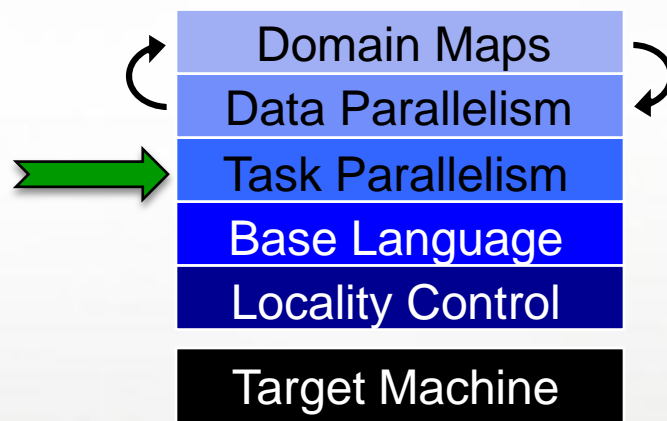 Domain Maps
Data Parallelism
Task Parallelism
Base Language
Locality Control
Target Machine